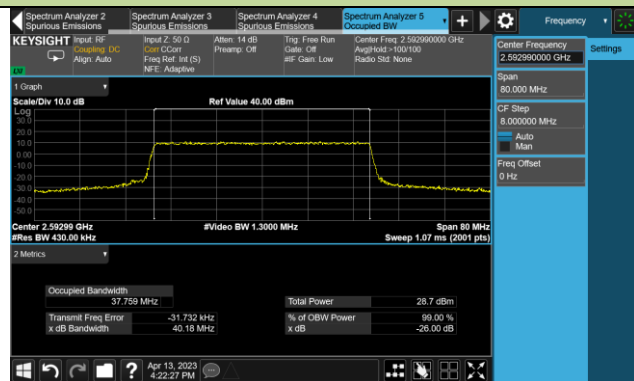 Spectrum Analyzer 2
Spurious Emissions
Spectrum Analyzer 3
Spurious Emissions
Spectrum Analyzer 4
Spurious Emissions
Spectrum Analyzer 5
Occupied BW
+
Frequency
KEYSIGHT
Input: RF
Coupling: DC
Align: Auto
Input Z: 50 Ω
Corr CCorr
Freq Ref: Int (S)
NFE: Adaptive
Atten: 14 dB
Preamp: Off
Trig: Free Run
Gate: Off
#IF Gain: Low
Center Freq: 2.592990000 GHz
Avg|Hold:>100/100
Radio Std: None
Center Frequency
2.592990000 GHz
Settings
Span
80.000 MHz
CF Step
8.000000 MHz
Auto
Man
Freq Offset
0 Hz
1 Graph
Scale/Div 10.0 dB
Ref Value 40.00 dBm
Log
30.0
20.0
10.0
0.00
-10.0
-20.0
-30.0
-40.0
-50.0
Center 2.59299 GHz
#Video BW 1.3000 MHz
Span 80 MHz
#Res BW 430.00 kHz
Sweep 1.07 ms (2001 pts)
2 Metrics
Occupied Bandwidth
37.759 MHz
Total Power
28.7 dBm
Transmit Freq Error
-31.732 kHz
% of OBW Power
99.00 %
x dB Bandwidth
40.18 MHz
x dB
-26.00 dB
?
Apr 13, 2023
4:22:27 PM